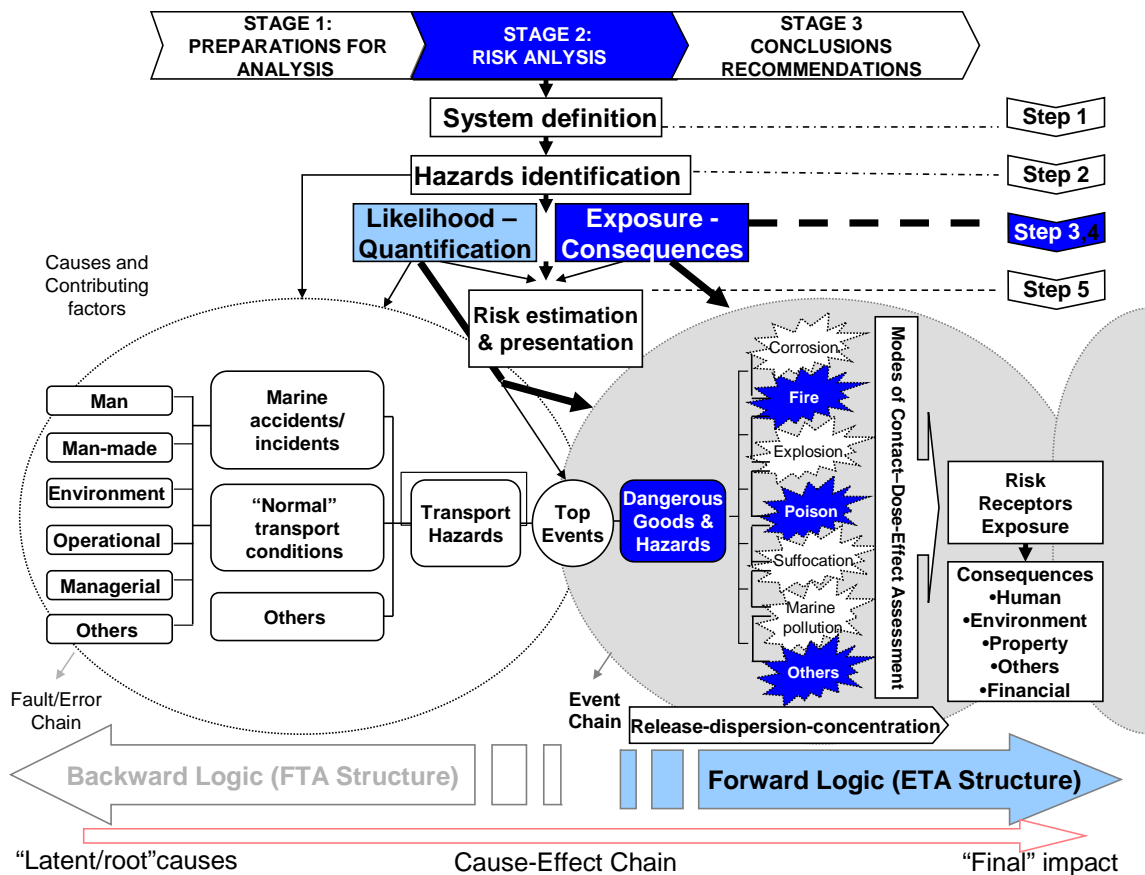 STAGE 1:
PREPARATIONS FOR
ANALYSIS
STAGE 2:
RISK ANLYSIS
STAGE 3
CONCLUSIONS
RECOMMENDATIONS
System definition
Step 1
Hazards identification
Step 2
Likelihood –
Quantification
Exposure -
Consequences
Step 3,4
Causes and
Contributing
factors
Step 5
Risk estimation
& presentation
Man
Man-made
Environment
Operational
Managerial
Others
Marine
accidents/
incidents
“Normal”
transport
conditions
Others
Transport
Hazards
Top
Events
Dangerous
Goods &
Hazards
Corrosion
Fire
Explosion
Poison
Suffocation
Marine
pollution
Others
Modes of Contact–Dose-Effect Assessment
Risk
Receptors
Exposure
Consequences
•Human
•Environment
•Property
•Others
•Financial
Fault/Error
Chain
Event
Chain
Release-dispersion-concentration
Backward Logic (FTA Structure)
Forward Logic (ETA Structure)
“Latent/root”causes
Cause-Effect Chain
“Final” impact